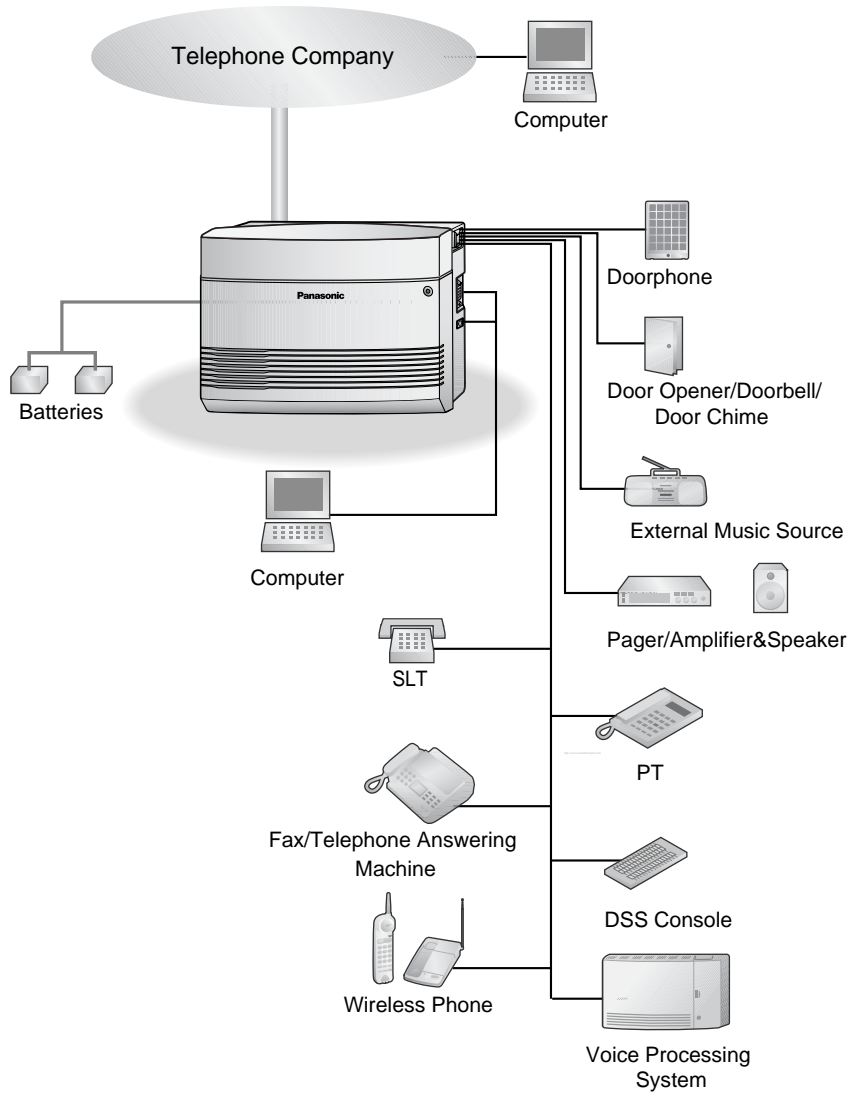 Telephone Company
Computer
Doorphone
Panasonic
Batteries
Door Opener/Doorbell/
Door Chime
External Music Source
Computer
Pager/Amplifier&Speaker
SLT
PT
Fax/Telephone Answering
Machine
DSS Console
Wireless Phone
Voice Processing
System